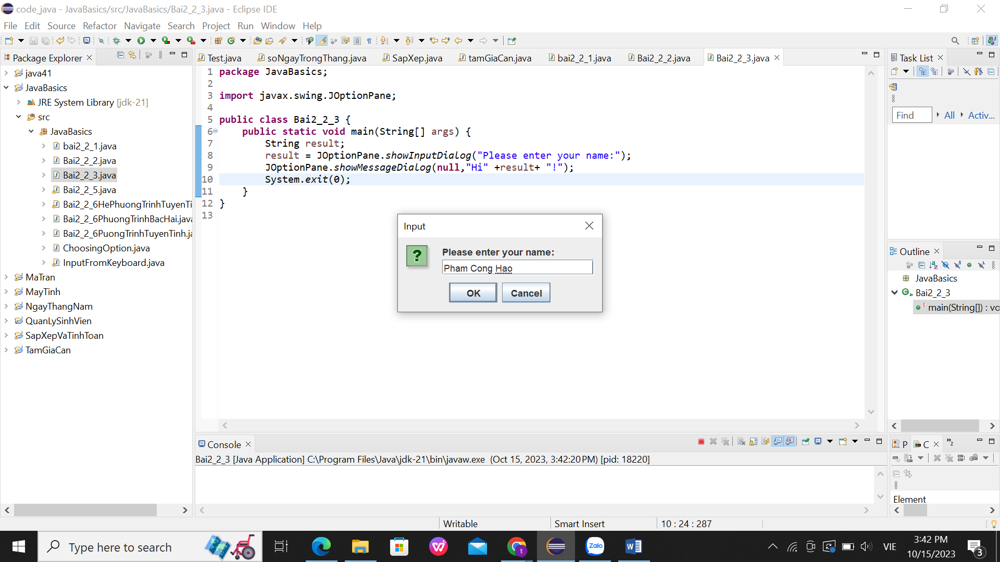 code_java - JavaBasics/src/JavaBasics/Bai2_2_3.java - Eclipse IDE
File Edit Source Refactor Navigate Search Project Run Window Help
Package Explorer
java41
JavaBasics
JRE System Library [jdk-21]
src
JavaBasics
bai2_2_1.java
Bai2_2_2.java
Bai2_2_3.java
Bai2_2_5.java
Bai2_2_6HePhuongTrinhTuyenTi
Bai2_2_6PhuongTrinhBacHai.java
Bai2_2_6PuongTrinhTuyenTinh.ja
ChoosingOption.java
InputFromKeyboard.java
MaTran
MayTinh
NgayThangNam
QuanLySinhVien
SapXepVaTinhToan
TamGiaCan
Test.java soNgayTrongThang.java SapXep.java tamGiaCan.java bai2_2_1.java Bai2_2_2.java Bai2_2_3.java
1 package JavaBasics;
2
3 import javax.swing.JOptionPane;
4
5 public class Bai2_2_3 {
6 public static void main(String[] args) {
7 String result;
8 result = JOptionPane.showInputDialog("Please enter your name:");
9 JOptionPane.showMessageDialog(null,"Hi" +result+ "!");
10 System.exit(0);
11 }
12 }
13
Input
Please enter your name:
Pham Cong Hao
OK Cancel
Console
Bai2_2_3 [Java Application] C:\Program Files\Java\jdk-21\bin\javaw.exe (Oct 15, 2023, 3:42:20 PM) [pid: 18220]
Task List
Find All Activ...
Outline
JavaBasics
Bai2_2_3
main(String[]) : vo
P C 2
Element
Writable Smart Insert 10 : 24 : 287
Type here to search
Zalo
VIE
3:42 PM
10/15/2023
3